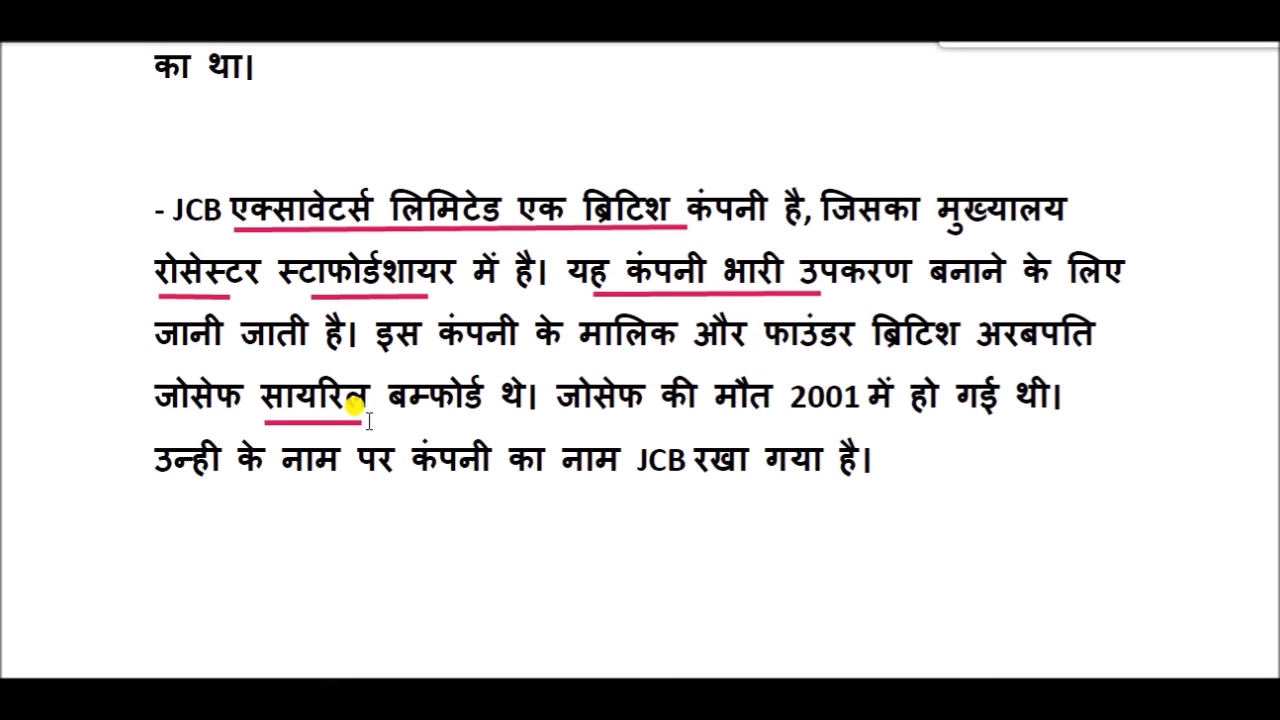 का था।
- JCB एक्सावेटर्स लिमिटेड एक ब्रिटिश कंपनी है, जिसका मुख्यालय
रोसेस्टर स्टाफोर्डशायर में है। यह कंपनी भारी उपकरण बनाने के लिए
जानी जाती है। इस कंपनी के मालिक और फाउंडर ब्रिटिश अरबपति
जोसेफ सायरिल बम्फोर्ड थे। जोसेफ की मौत 2001 में हो गई थी।
उन्ही के नाम पर कंपनी का नाम JCB रखा गया है।